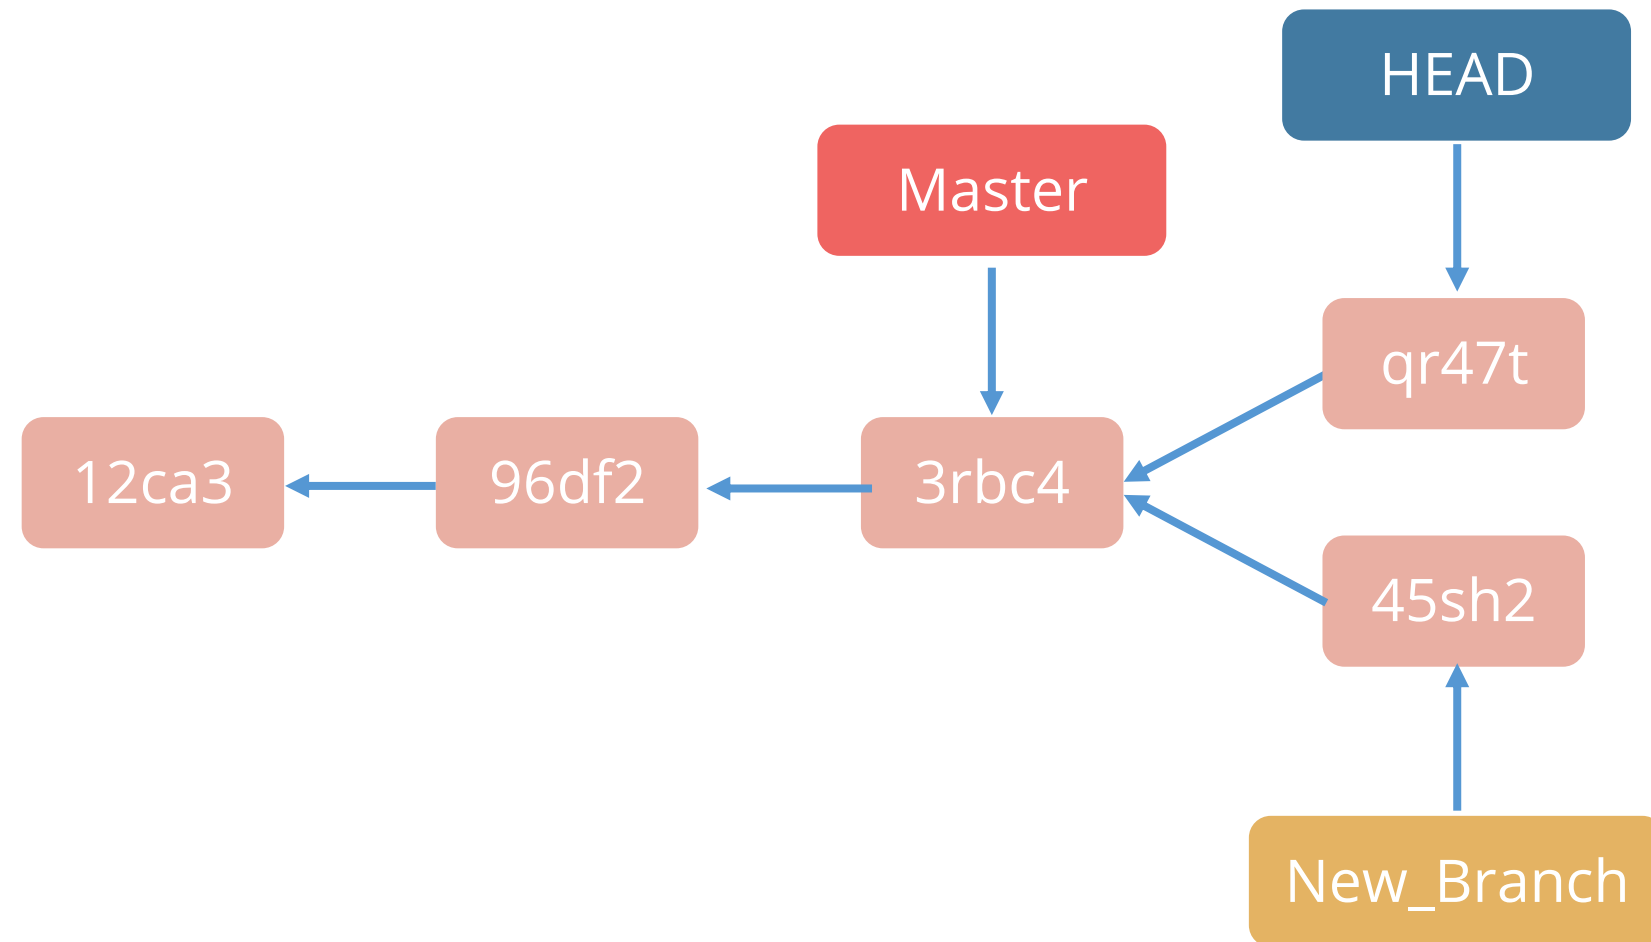 HEAD
Master
qr47t
12ca3
96df2
3rbc4
45sh2
New_Branch